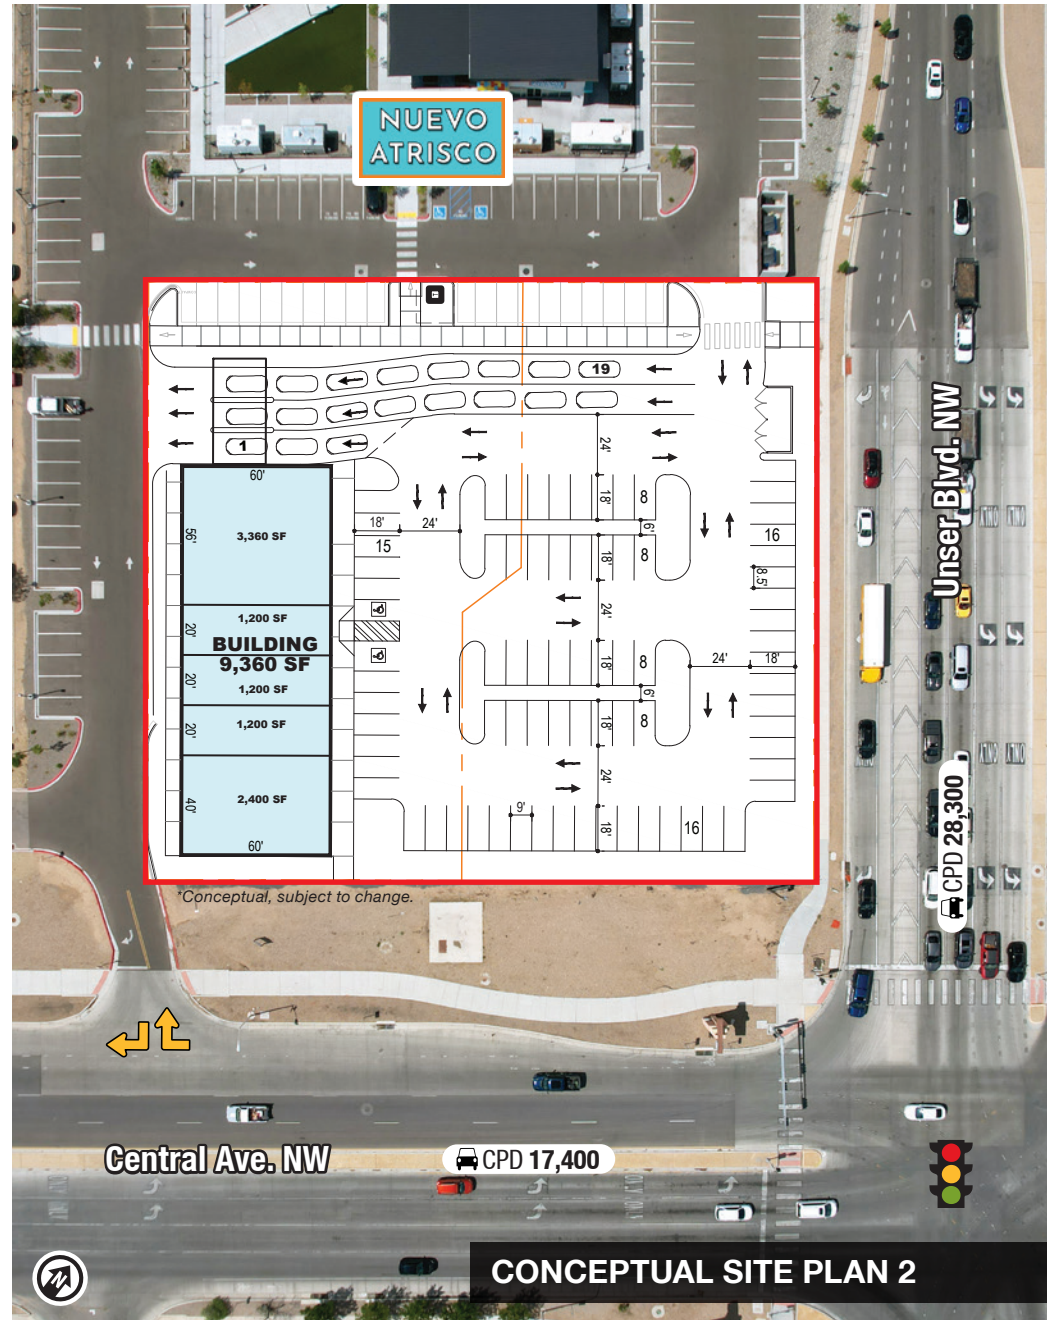 NUEVO
ATRISCO
19
1
60'
56'
3,360 SF
20'
1,200 SF
BUILDING
9,360 SF
20'
1,200 SF
20'
1,200 SF
40'
2,400 SF
60'
18'
24'
15
24'
18'
8
6'
18'
8
24'
18'
8
6'
18'
8
24'
18'
9'
16
16
8.5'
24'
18'
*Conceptual, subject to change.
Unser Blvd. NW
CPD 28,300
Central Ave. NW
CPD 17,400
N
CONCEPTUAL SITE PLAN 2